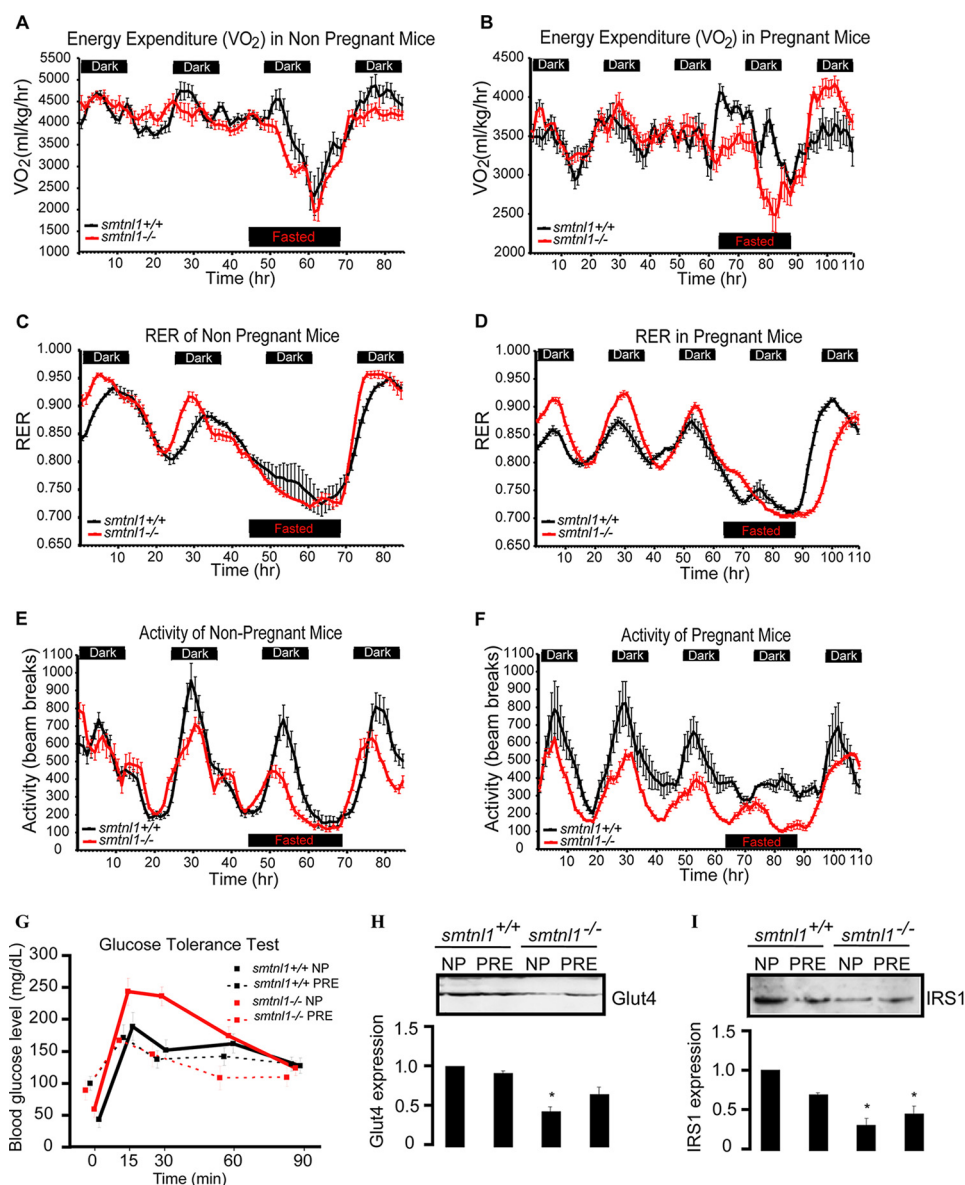 A
Energy Expenditure (VO2) in Non Pregnant Mice
Dark Dark Dark Dark
VO2(ml/kg/hr)
5500
5000
4500
4000
3500
3000
2500
2000
1500
1000
smtnl1+/+
smtnl1-/-
Fasted
10 20 30 40 50 60 70 80
Time (hr)
B
Energy Expenditure (VO2) in Pregnant Mice
Dark Dark Dark Dark Dark
VO2(ml/kg/hr)
4500
4000
3500
3000
2500
2000
smtnl1+/+
smtnl1-/-
Fasted
10 20 30 40 50 60 70 80 90 100 109
Time (hr)
C
RER of Non Pregnant Mice
Dark Dark Dark Dark
RER
1.000
0.950
0.900
0.850
0.800
0.750
0.700
0.650
smtnl1+/+
smtnl1-/-
Fasted
10 20 30 40 50 60 70 80
Time (hr)
D
RER in Pregnant Mice
Dark Dark Dark Dark Dark
RER
1.000
0.950
0.900
0.850
0.800
0.750
0.700
0.650
smtnl1+/+
smtnl1-/-
Fasted
10 20 30 40 50 60 70 80 90 100 109
Time (hr)
E
Activity of Non-Pregnant Mice
Dark Dark Dark Dark
Activity (beam breaks)
1100
1000
900
800
700
600
500
400
300
200
100
0
smtnl1+/+
smtnl1-/-
Fasted
10 20 30 40 50 60 70 80
Time (hr)
F
Activity of Pregnant Mice
Dark Dark Dark Dark Dark
Activity (beam breaks)
1100
1000
900
800
700
600
500
400
300
200
100
0
smtnl1+/+
smtnl1-/-
Fasted
10 20 30 40 50 60 70 80 90 100 110
Time (hr)
G
Glucose Tolerance Test
Blood glucose level (mg/dL)
300
250
200
150
100
50
0
smtnl1+/+ NP
smtnl1+/+ PRE
smtnl1-/- NP
smtnl1-/- PRE
0 15 30 60 90
Time (min)
H
smtnl1+/+ smtnl1-/-
NP PRE NP PRE
Glut4
Glut4 expression
1.5
1.0
0.5
0
*
I
smtnl1+/+ smtnl1-/-
NP PRE NP PRE
IRS1
IRS1 expression
1.5
1.0
0.5
0
* *